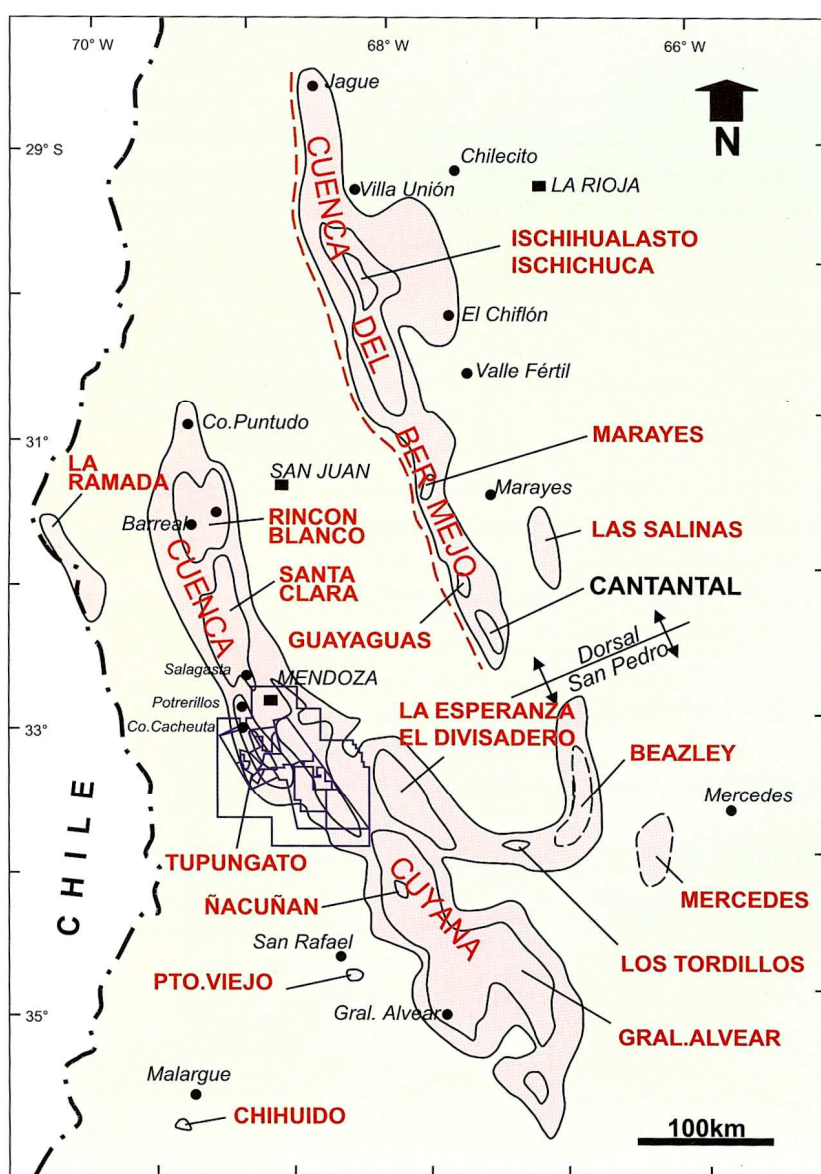 70° W
68° W
66° W
N
29° S
31°
33°
35°
Jague
Chilecito
Villa Unión
LA RIOJA
CUENCA DEL BERMEJO
ISCHIHUALASTO
ISCHICHUCA
El Chiflón
Valle Fértil
Co.Puntudo
MARAYES
LA
RAMADA
SAN JUAN
Marayes
Barreal
RINCON
BLANCO
LAS SALINAS
SANTA
CLARA
CANTANTAL
GUAYAGUAS
Dorsal
San Pedro
CUENCA
Salagasta
MENDOZA
Potrerillos
Co.Cacheuta
LA ESPERANZA
EL DIVISADERO
BEAZLEY
Mercedes
CHILE
TUPUNGATO
CUYANA
ÑACUÑAN
MERCEDES
San Rafael
LOS TORDILLOS
PTO.VIEJO
Gral. Alvear
GRAL.ALVEAR
Malargue
CHIHUIDO
100km